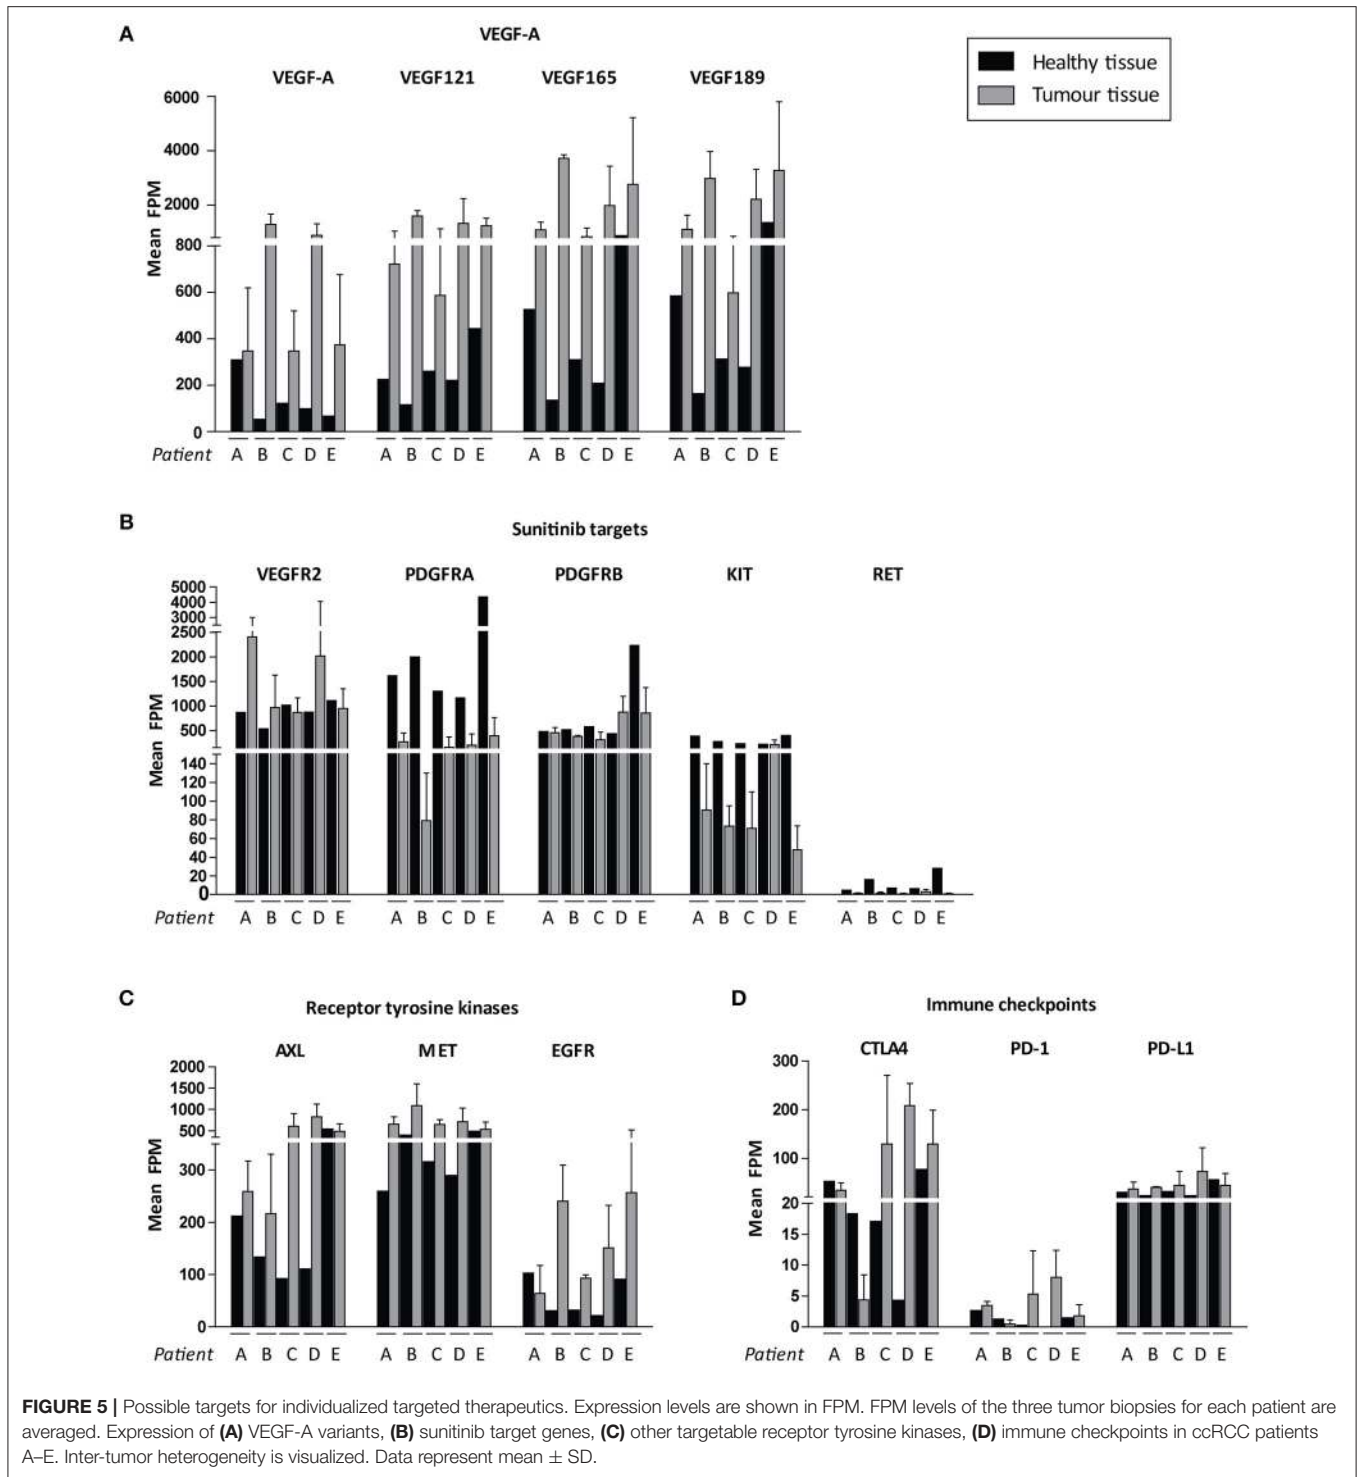 A
VEGF-A
Healthy tissue
Tumour tissue
VEGF-A VEGF121 VEGF165 VEGF189
6000
4000
2000
800
600
400
200
0
Mean FPM
Patient A B C D E A B C D E A B C D E A B C D E
B
Sunitinib targets
VEGFR2 PDGFRA PDGFRB KIT RET
5000
4000
3000
2500
2000
1500
1000
500
140
120
100
80
60
40
20
0
Mean FPM
Patient A B C D E A B C D E A B C D E A B C D E A B C D E
C
Receptor tyrosine kinases
AXL MET EGFR
2000
1500
1000
500
300
200
100
0
Mean FPM
Patient A B C D E A B C D E A B C D E
D
Immune checkpoints
CTLA4 PD-1 PD-L1
300
200
100
20
15
10
5
0
Mean FPM
Patient A B C D E A B C D E A B C D E
FIGURE 5 | Possible targets for individualized targeted therapeutics. Expression levels are shown in FPM. FPM levels of the three tumor biopsies for each patient are
averaged. Expression of (A) VEGF-A variants, (B) sunitinib target genes, (C) other targetable receptor tyrosine kinases, (D) immune checkpoints in ccRCC patients
A–E. Inter-tumor heterogeneity is visualized. Data represent mean ± SD.